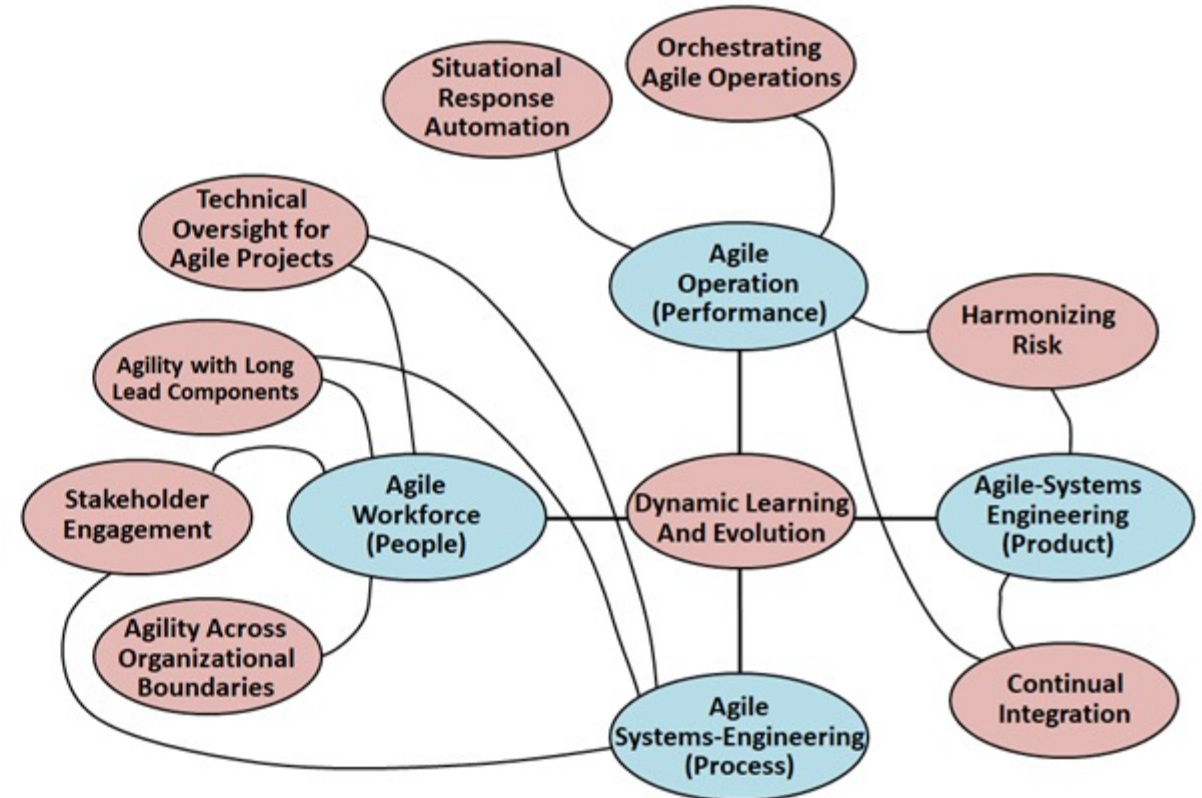 Orchestrating
Agile Operations
Situational
Response
Automation
Technical
Oversight for
Agile Projects
Agile
Operation
(Performance)
Harmonizing
Risk
Agility with Long
Lead Components
Stakeholder
Engagement
Agile
Workforce
(People)
Dynamic Learning
And Evolution
Agile-Systems
Engineering
(Product)
Agility Across
Organizational
Boundaries
Continual
Integration
Agile
Systems-Engineering
(Process)